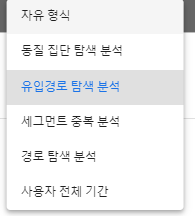 자유 형식
동질 집단 탐색 분석
유입경로 탐색 분석
세그먼트 중복 분석
경로 탐색 분석
사용자 전체 기간